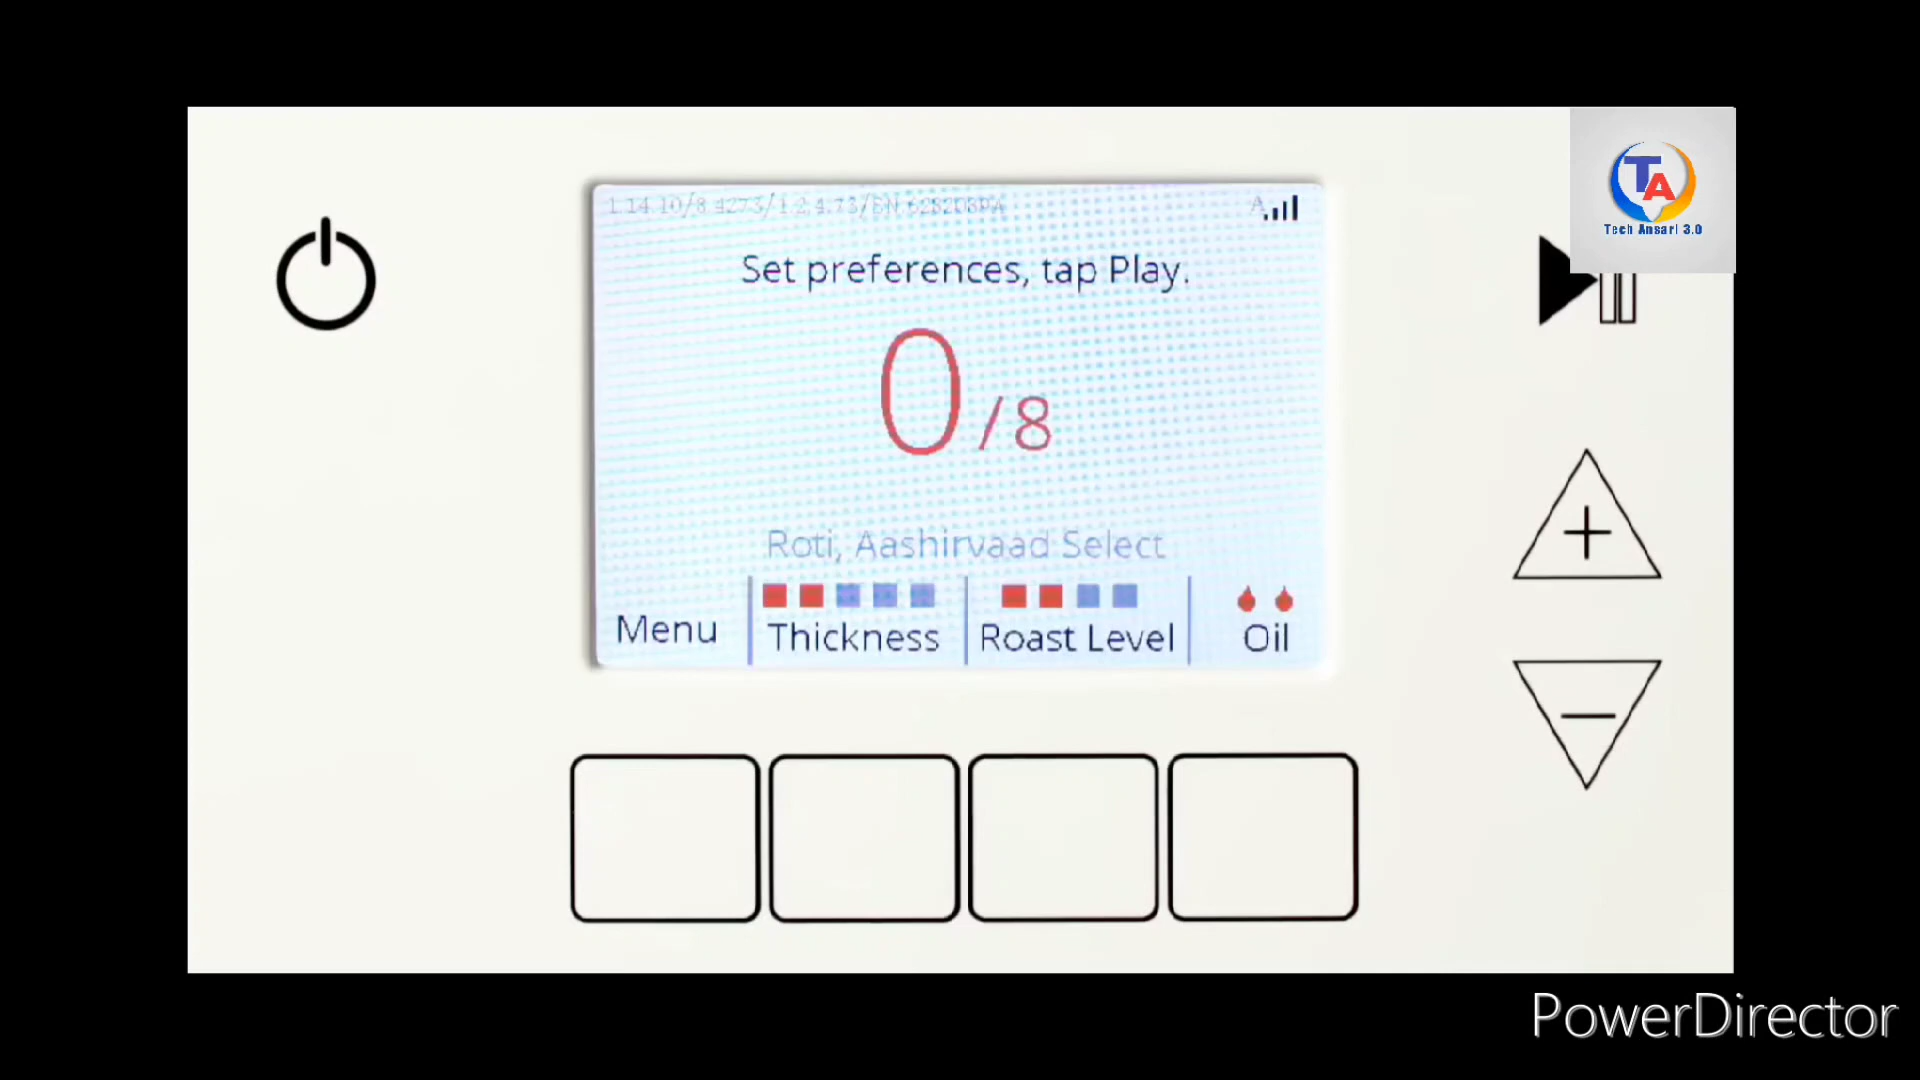 Set preferences, tap Play.
0/8
Roti, Aashirvaad Select
Menu
Thickness
Roast Level
Oil
TA
Tech Ansari 3.0
PowerDirector